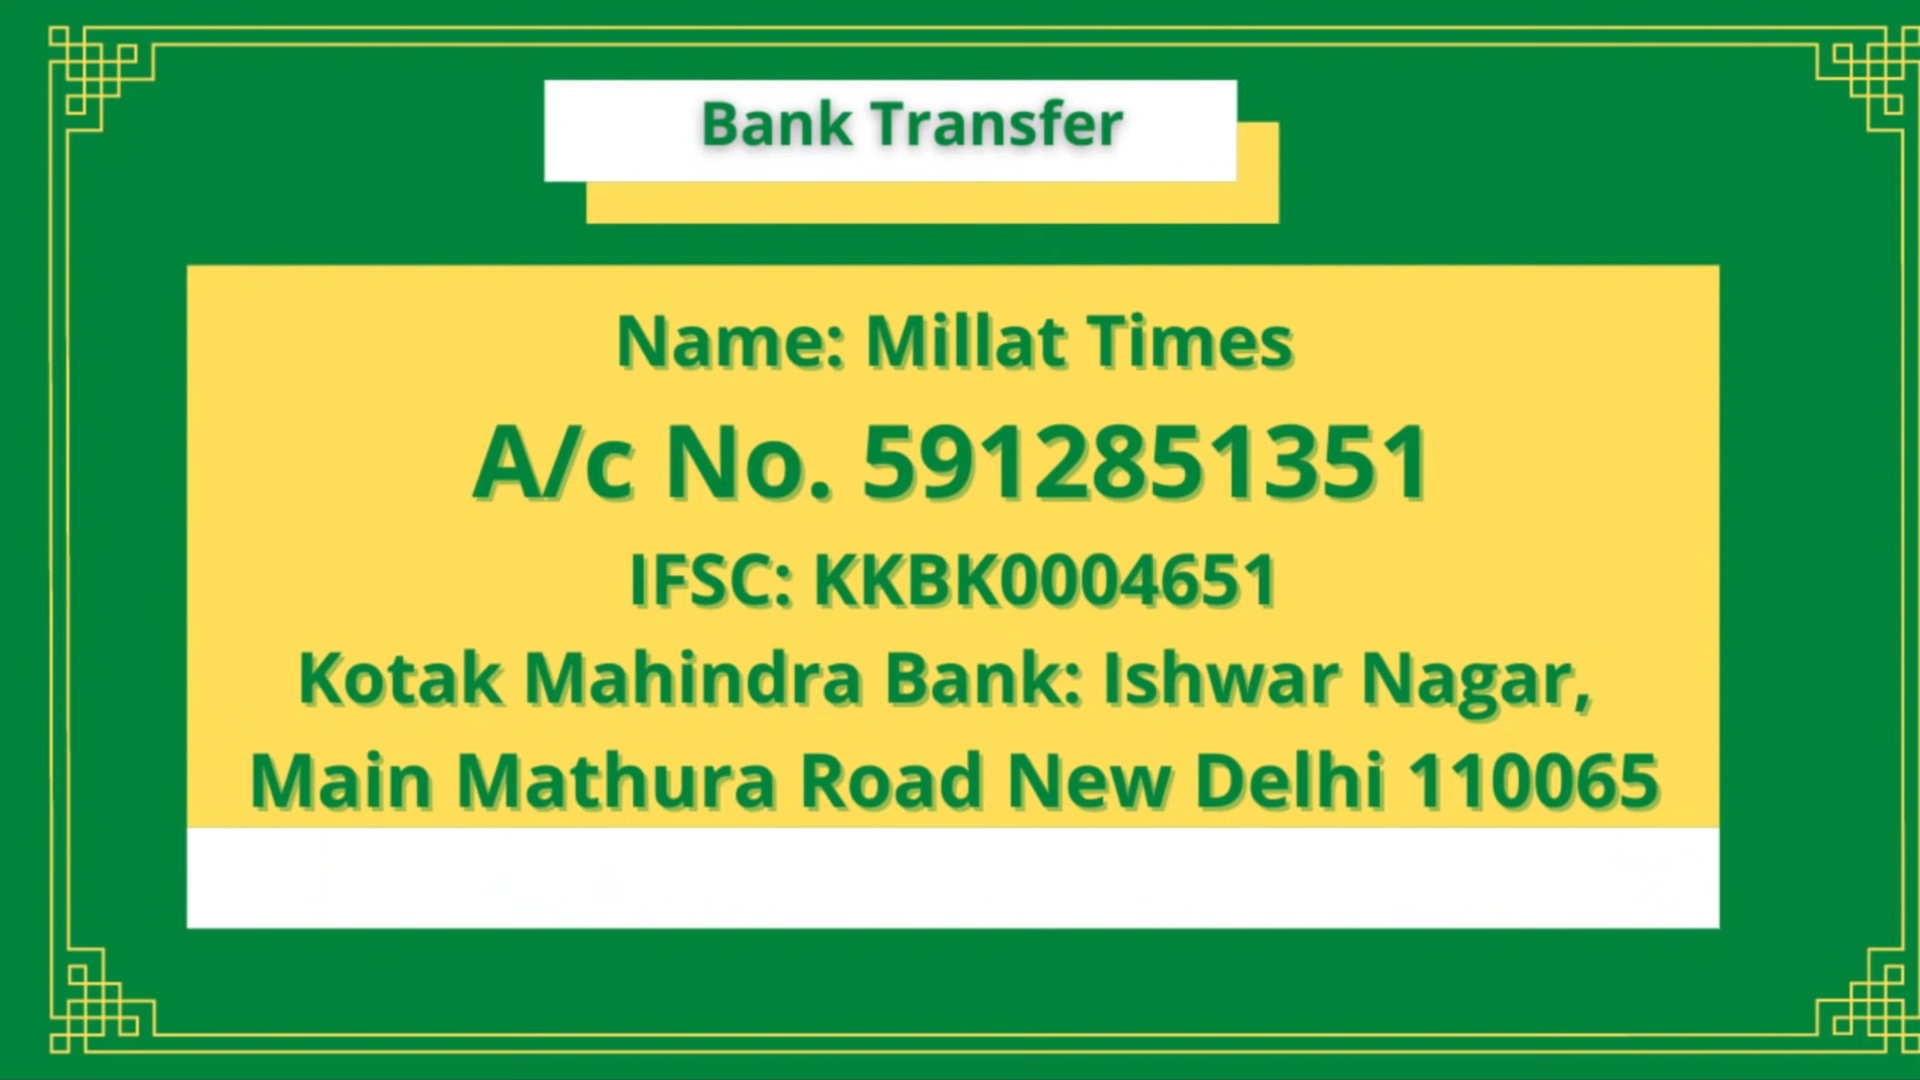 Bank Transfer
Name: Millat Times
A/c No. 5912851351
IFSC: KKBK0004651
Kotak Mahindra Bank: Ishwar Nagar,
Main Mathura Road New Delhi 110065